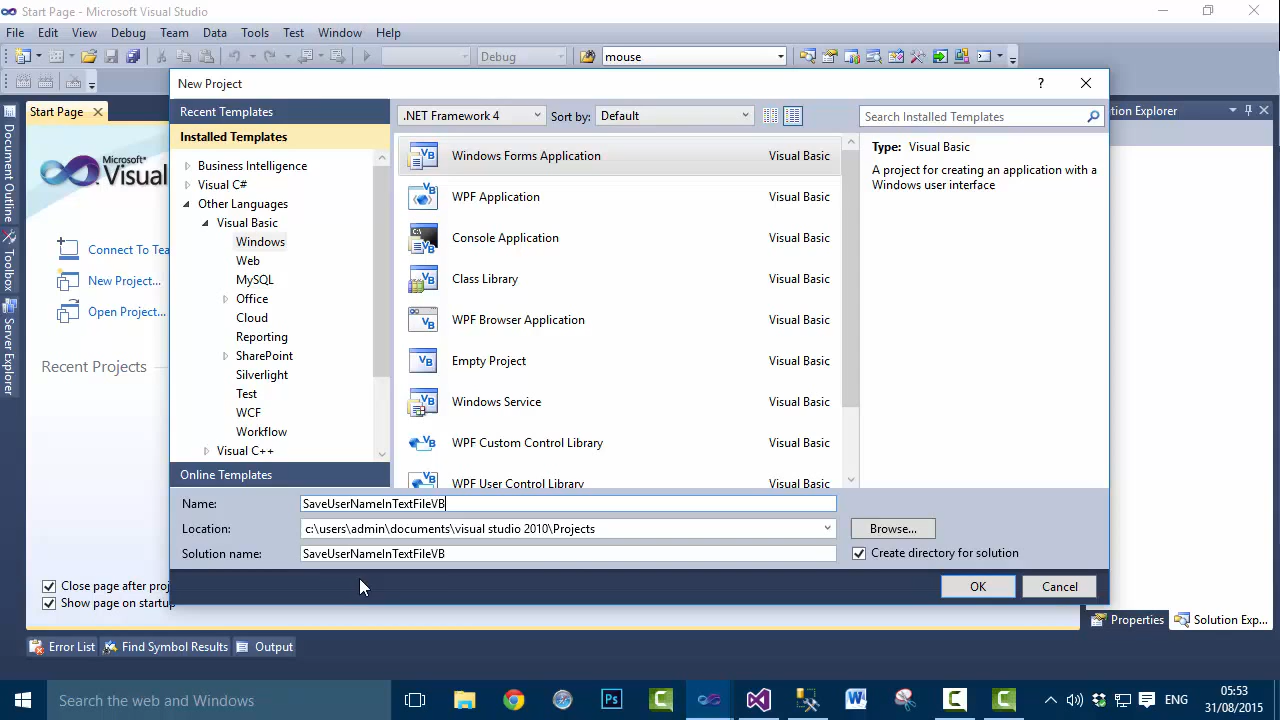 Start Page - Microsoft Visual Studio
File Edit View Debug Team Data Tools Test Window Help
Debug mouse
New Project
Recent Templates .NET Framework 4 Sort by: Default Search Installed Templates
Start Page
tion Explorer
Installed Templates
Document Outline
Toolbox
Server Explorer
Microsoft®
Visual
Connect To Tea
New Project...
Open Project...
Recent Projects
Business Intelligence
Visual C#
Other Languages
Visual Basic
Windows
Web
MySQL
Office
Cloud
Reporting
SharePoint
Silverlight
Test
WCF
Workflow
Visual C++
Online Templates
Windows Forms Application Visual Basic
WPF Application Visual Basic
Console Application Visual Basic
Class Library Visual Basic
WPF Browser Application Visual Basic
Empty Project Visual Basic
Windows Service Visual Basic
WPF Custom Control Library Visual Basic
WPF User Control Library Visual Basic
Type: Visual Basic
A project for creating an application with a
Windows user interface
Name: SaveUserNameInTextFileVB
Location: c:\users\admin\documents\visual studio 2010\Projects Browse...
Solution name: SaveUserNameInTextFileVB Create directory for solution
OK Cancel
Close page after proj
Show page on startup
Properties Solution Exp...
Error List Find Symbol Results Output
Search the web and Windows
Ps
ENG
05:53
31/08/2015